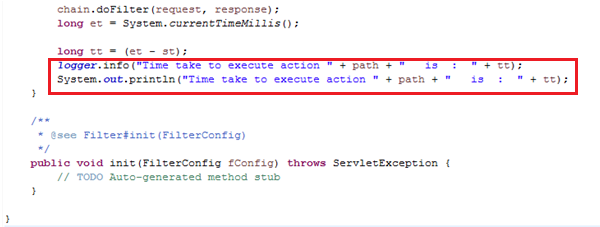 chain.doFilter(request, response);
long et = System.currentTimeMillis();
long tt = (et - st);
logger.info("Time take to execute action " + path + "   is  :  " + tt);
System.out.println("Time take to execute action " + path + "   is  :  " + tt);
}
/**
* @see Filter#init(FilterConfig)
*/
public void init(FilterConfig fConfig) throws ServletException {
// TODO Auto-generated method stub
}
}